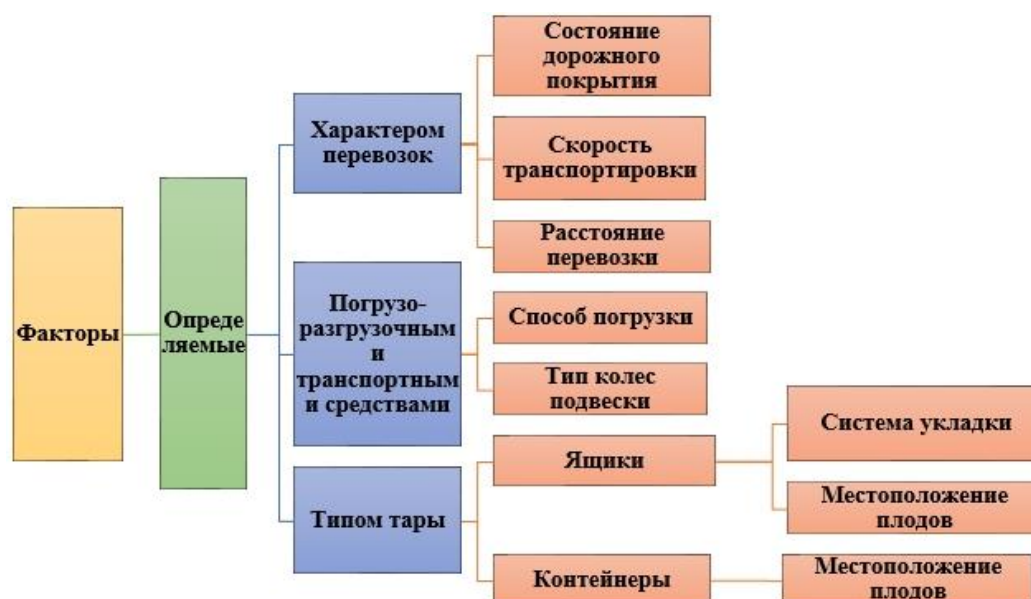 Факторы
Опреде
ляемые
Характером
перевозок
Состояние
дорожного
покрытия
Скорость
транспортировки
Расстояние
перевозки
Погрузо-
разгрузочным
и
транспортным
и средствами
Способ погрузки
Тип колес
подвески
Типом тары
Ящики
Система укладки
Местоположение
плодов
Контейнеры
Местоположение
плодов